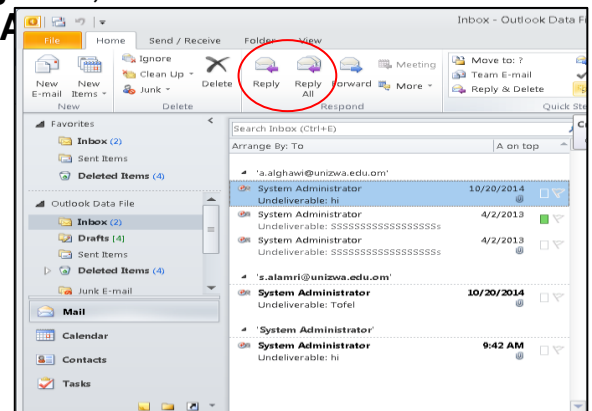 A
Inbox - Outlook Data Fi
File Home Send / Receive Folder View
New E-mail
New Items
Ignore
Clean Up
Junk
Delete
Reply
Reply All
Forward
Meeting
More
Move to: ?
Team E-mail
Reply & Delete
New Delete Respond Quick Ste
Favorites
Inbox (2)
Sent Items
Deleted Items (4)
Outlook Data File
Inbox (2)
Drafts [4]
Sent Items
Deleted Items (4)
Junk E-mail
Mail
Calendar
Contacts
Tasks
Search Inbox (Ctrl+E)
Arrange By: To A on top
'a.alghawi@unizwa.edu.om'
System Administrator 10/20/2014
Undeliverable: hi
System Administrator 4/2/2013
Undeliverable: SSSSSSSSSSSSSSSSSSs
System Administrator 4/2/2013
Undeliverable: SSSSSSSSSSSSSSSSSSs
's.alamri@unizwa.edu.om'
System Administrator 10/20/2014
Undeliverable: Tofel
'System Administrator'
System Administrator 9:42 AM
Undeliverable: hi